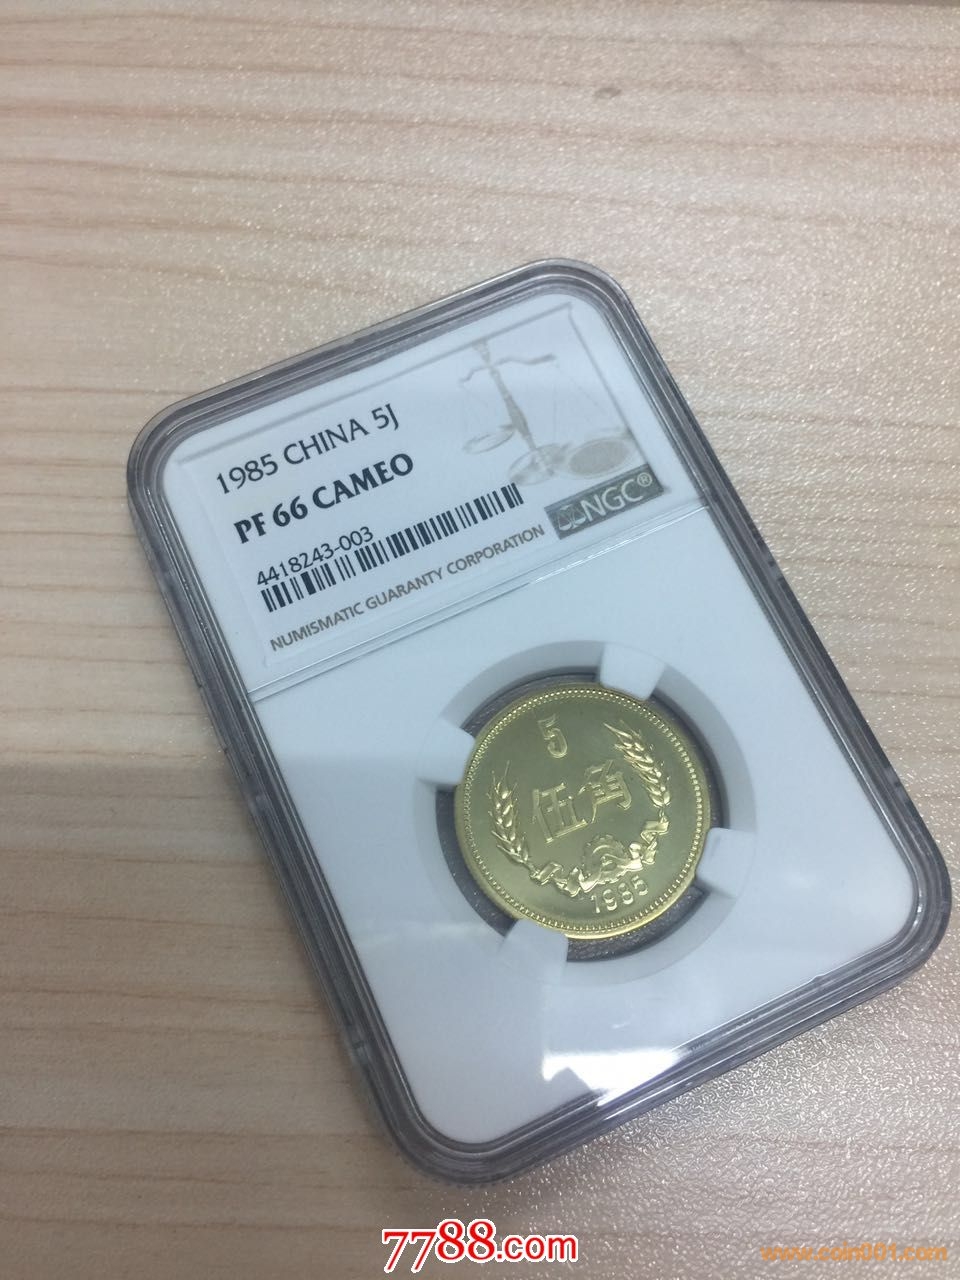 1985 CHINA 5J
PF 66 CAMEO
4418243-003
NUMISMATIC GUARANTY CORPORATION
NGC®
5
伍角
1985
7788.com
www.coin001.com